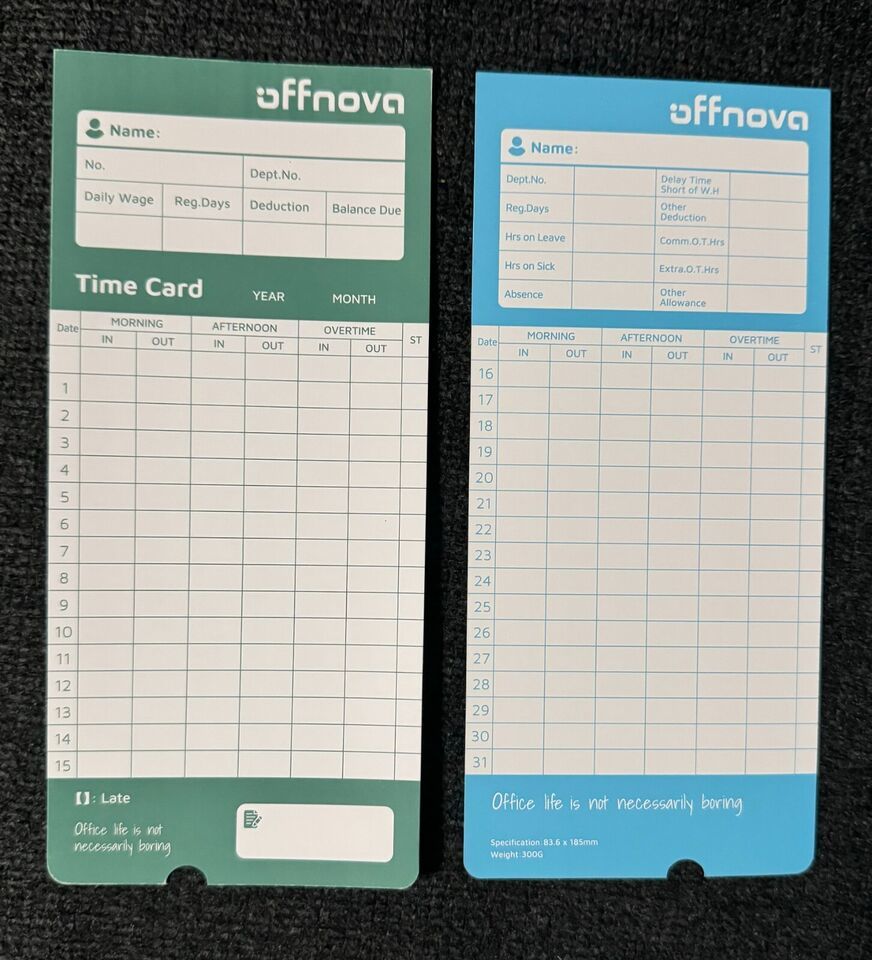 offnova
Name:
No.
Dept.No.
Daily Wage Reg.Days Deduction Balance Due
Time Card YEAR MONTH
Date MORNING AFTERNOON OVERTIME ST
IN OUT IN OUT IN OUT
1
2
3
4
5
6
7
8
9
10
11
12
13
14
15
[ ]: Late
Office life is not
necessarily boring
offnova
Name:
Dept.No. Delay Time
Short of W.H
Reg.Days Other
Deduction
Hrs on Leave Comm.O.T.Hrs
Hrs on Sick Extra.O.T.Hrs
Absence Other
Allowance
Date MORNING AFTERNOON OVERTIME ST
IN OUT IN OUT IN OUT
16
17
18
19
20
21
22
23
24
25
26
27
28
29
30
31
Office life is not necessarily boring
Specification:83.6 x 185mm
Weight:300G